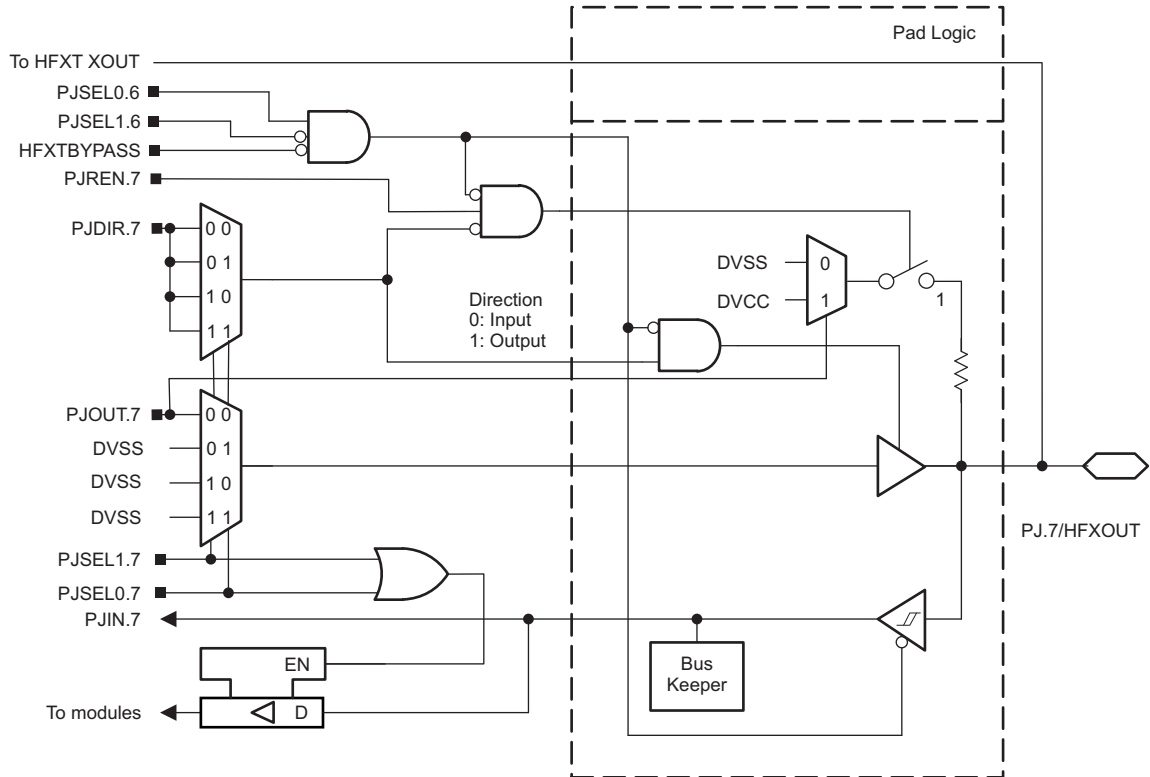 Pad Logic
To HFXT XOUT
PJSEL0.6
PJSEL1.6
HFXTBYPASS
PJREN.7
PJDIR.7
0 0
0 1
1 0
1 1
DVSS
0
DVCC
1
1
Direction
0: Input
1: Output
PJOUT.7
0 0
DVSS
0 1
DVSS
1 0
DVSS
1 1
PJ.7/HFXOUT
PJSEL1.7
PJSEL0.7
PJIN.7
EN
Bus
Keeper
To modules
D